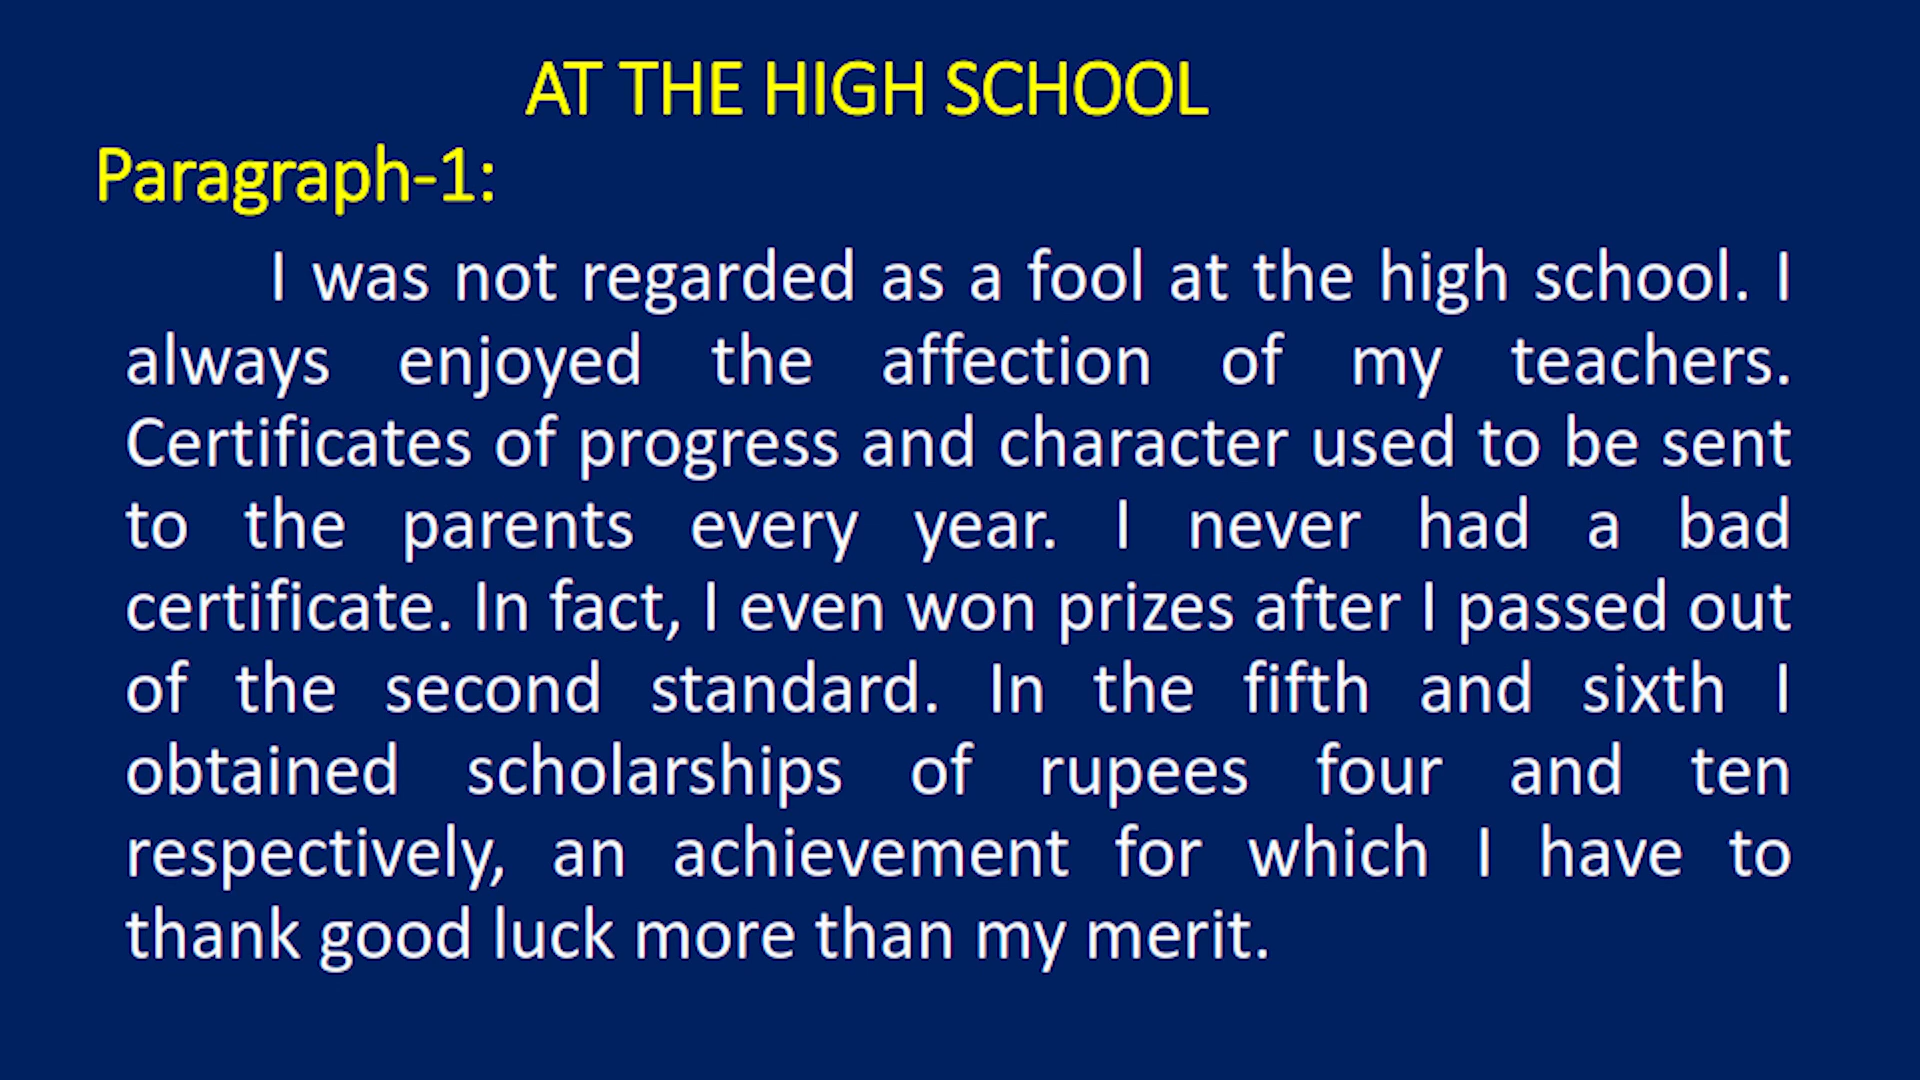 AT THE HIGH SCHOOL
Paragraph-1:
I was not regarded as a fool at the high school. I
always enjoyed the affection of my teachers.
Certificates of progress and character used to be sent
to the parents every year. I never had a bad
certificate. In fact, I even won prizes after I passed out
of the second standard. In the fifth and sixth I
obtained scholarships of rupees four and ten
respectively, an achievement for which I have to
thank good luck more than my merit.